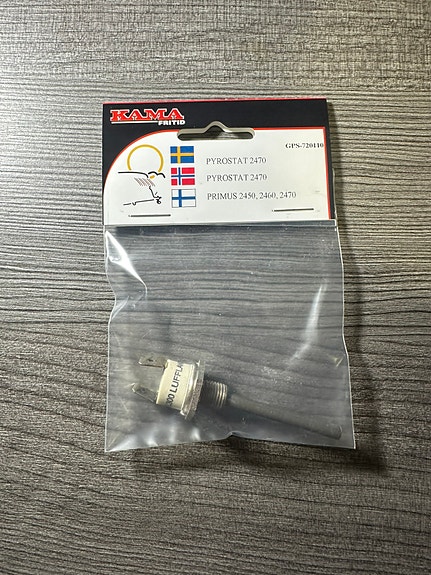 KAMA
FRITID
GPS-720110
PYROSTAT 2470
PYROSTAT 2470
PRIMUS 2450, 2460, 2470